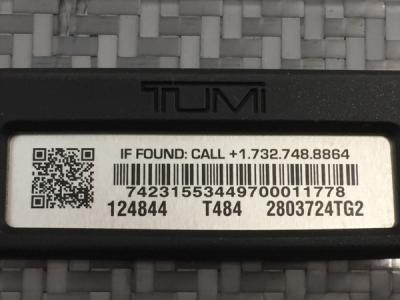 TUMI
IF FOUND: CALL +1.732.748.8864
74231553449700011778
124844 T484 2803724TG2